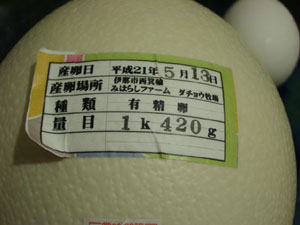 産卵日 平成21年5月13日
産卵場所 伊那市西箕輪
みはらしファーム ダチョウ牧場
種類 有精卵
量目 1k420g